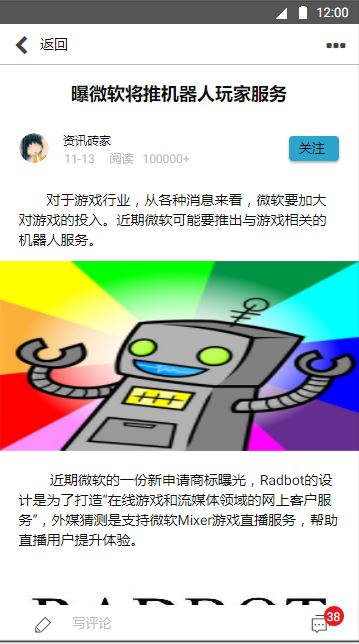 12:00
返回
曝微软将推机器人玩家服务
资讯砖家
11-13 阅读 100000+
关注
对于游戏行业，从各种消息来看，微软要加大
对游戏的投入。近期微软可能要推出与游戏相关的
机器人服务。
近期微软的一份新申请商标曝光，Radbot的设
计是为了打造“在线游戏和流媒体领域的网上客户服
务”，外媒猜测是支持微软Mixer游戏直播服务，帮助
直播用户提升体验。
RADBOT
写评论
38